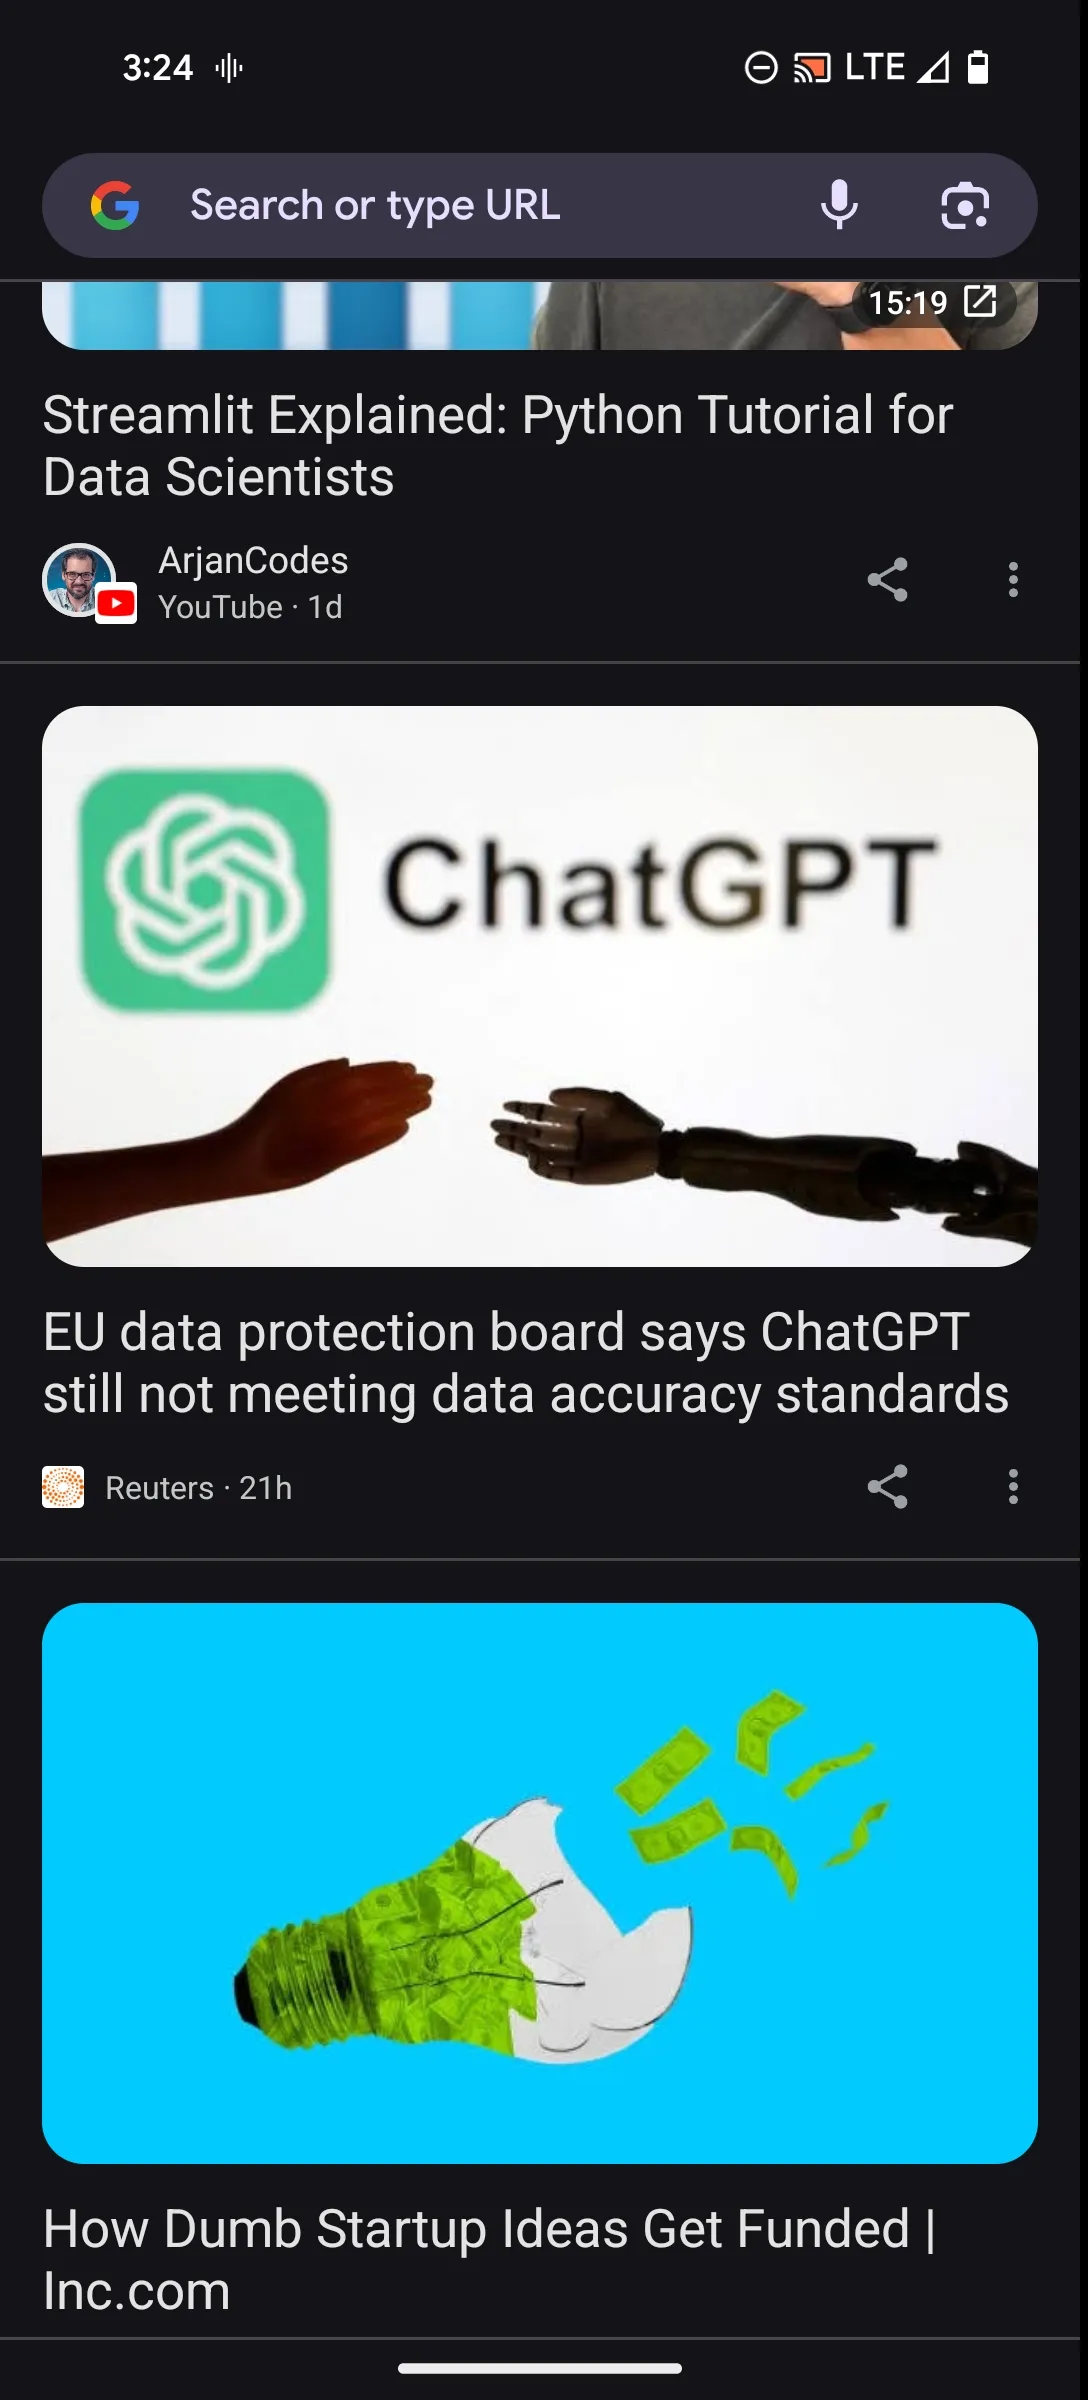 3:24
LTE
Search or type URL
15:19
Streamlit Explained: Python Tutorial for
Data Scientists
ArjanCodes
YouTube · 1d
ChatGPT
EU data protection board says ChatGPT
still not meeting data accuracy standards
Reuters · 21h
How Dumb Startup Ideas Get Funded |
Inc.com